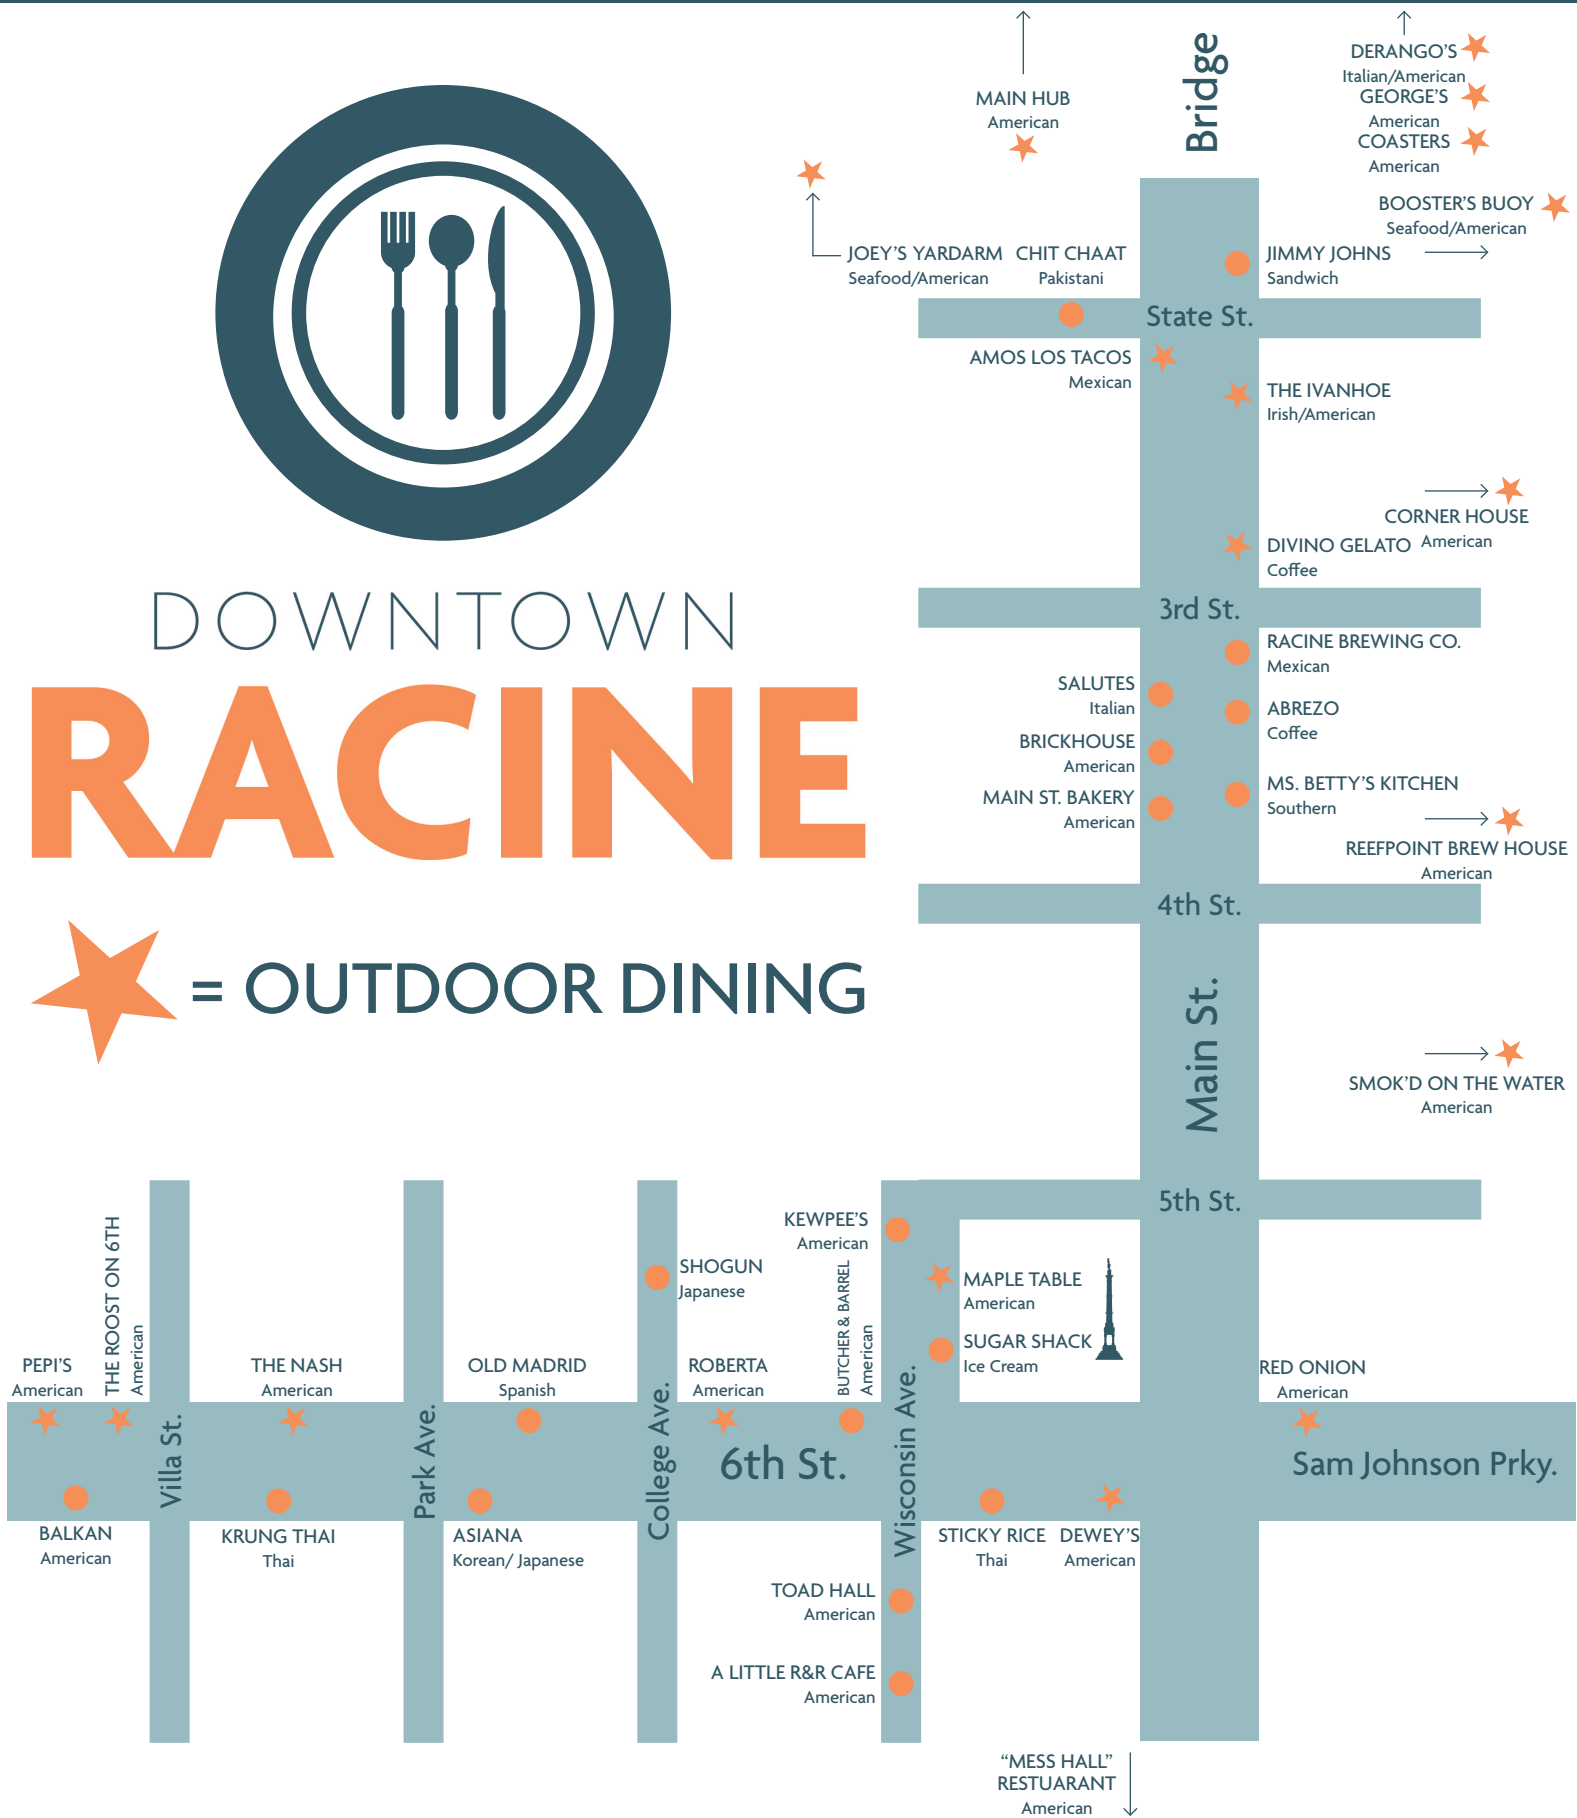 MAIN HUB
American
Bridge
DERANGO'S
Italian/American
GEORGE'S
American
COASTERS
American
BOOSTER'S BUOY
Seafood/American
JOEY'S YARDARM
Seafood/American
CHIT CHAAT
Pakistani
JIMMY JOHNS
Sandwich
State St.
AMOS LOS TACOS
Mexican
THE IVANHOE
Irish/American
CORNER HOUSE
American
DIVINO GELATO
Coffee
3rd St.
DOWNTOWN
RACINE
= OUTDOOR DINING
RACINE BREWING CO.
Mexican
SALUTES
Italian
ABREZO
Coffee
BRICKHOUSE
American
MAIN ST. BAKERY
American
MS. BETTY'S KITCHEN
Southern
REEFPOINT BREW HOUSE
American
4th St.
Main St.
SMOK'D ON THE WATER
American
5th St.
KEWPEE'S
American
SHOGUN
Japanese
MAPLE TABLE
American
SUGAR SHACK
Ice Cream
PEPI'S
American
THE ROOST ON 6TH
American
THE NASH
American
OLD MADRID
Spanish
ROBERTA
American
BUTCHER & BARREL
American
RED ONION
American
Villa St.
Park Ave.
College Ave.
6th St.
Wisconsin Ave.
Sam Johnson Prky.
BALKAN
American
KRUNG THAI
Thai
ASIANA
Korean/ Japanese
STICKY RICE
Thai
DEWEY'S
American
TOAD HALL
American
A LITTLE R&R CAFE
American
“MESS HALL”
RESTUARANT
American